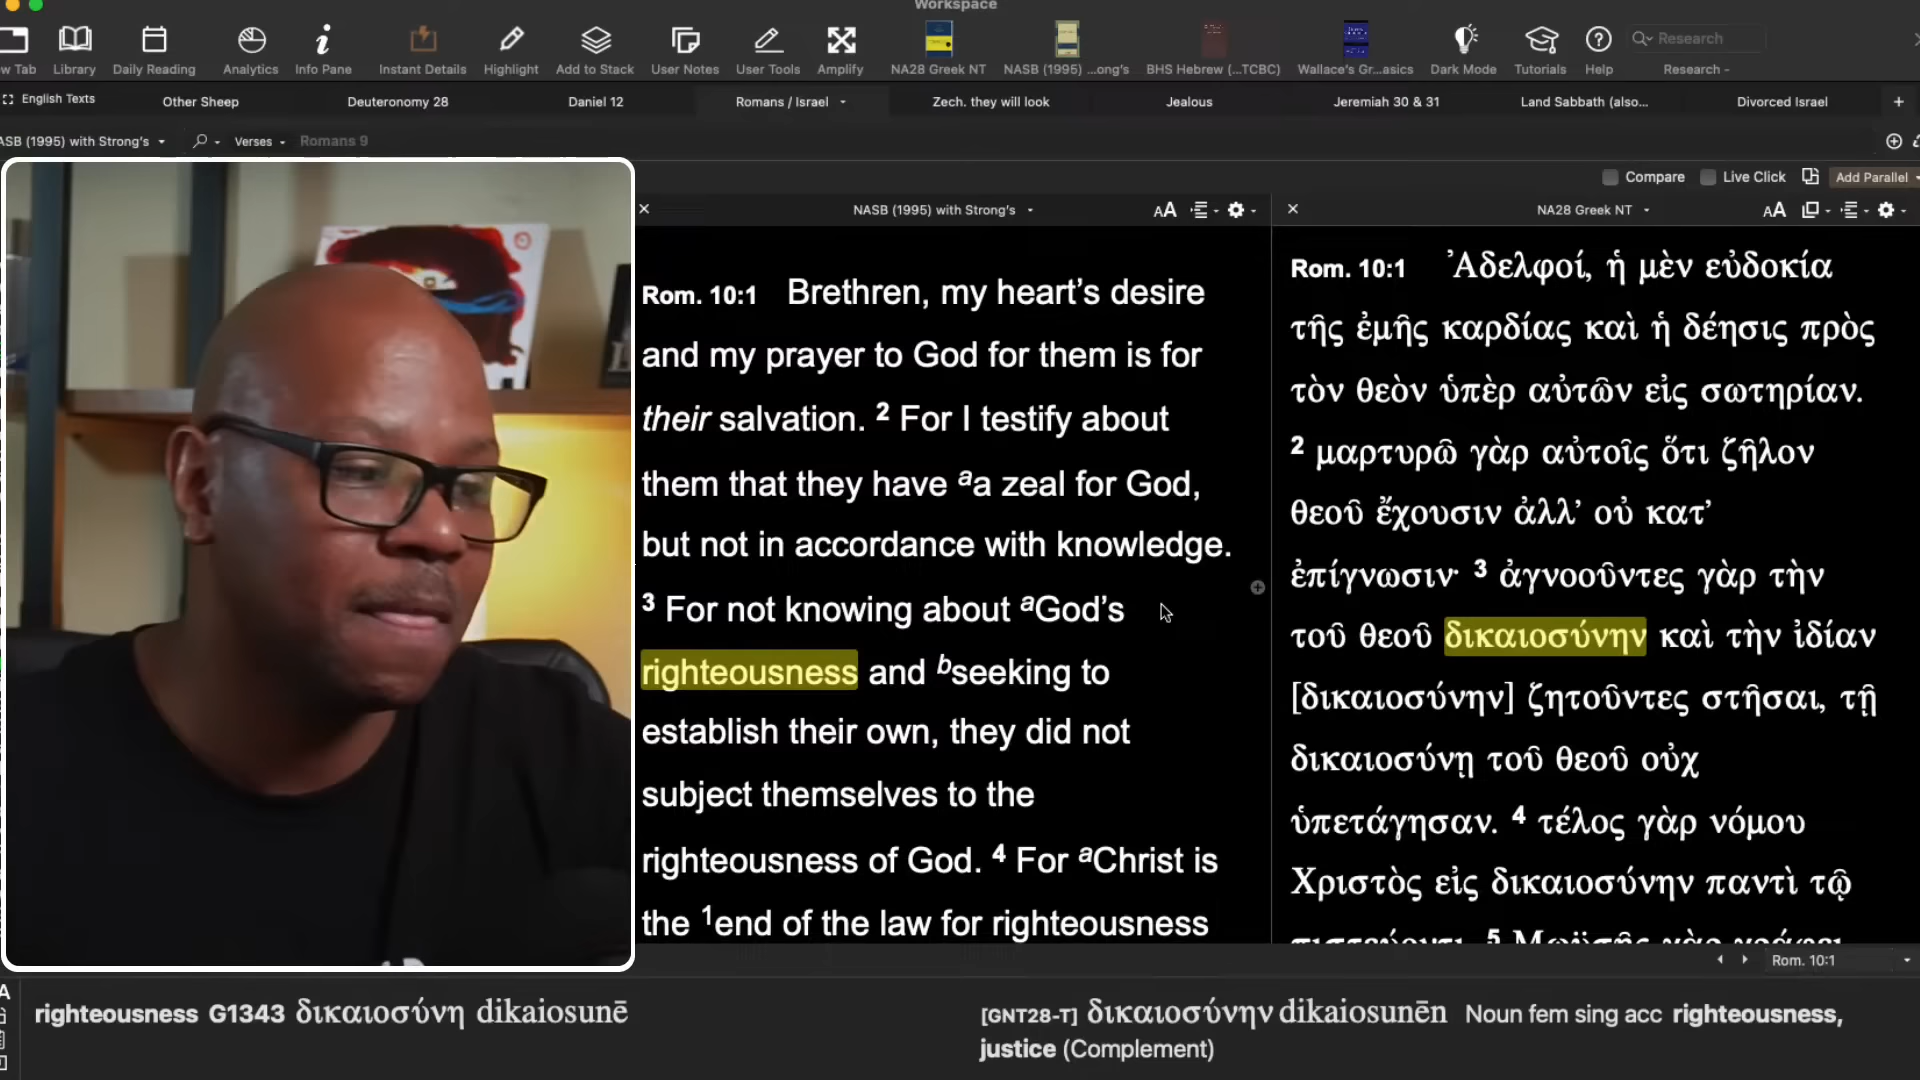 Workspace
w Tab Library Daily Reading Analytics Info Pane Instant Details Highlight Add to Stack User Notes User Tools Amplify NA28 Greek NT NASB (1995) ...ong's BHS Hebrew (...TCBC) Wallace's Gr...asics Dark Mode Tutorials Help Research
Research
English Texts Other Sheep Deuteronomy 28 Daniel 12 Romans / Israel Zech. they will look Jealous Jeremiah 30 & 31 Land Sabbath (also... Divorced Israel +
ASB (1995) with Strong's Verses Romans 9
Compare Live Click Add Parallel
NASB (1995) with Strong's AA
Rom. 10:1 Brethren, my heart's desire
and my prayer to God for them is for
their salvation. 2 For I testify about
them that they have a a zeal for God,
but not in accordance with knowledge.
3 For not knowing about a God's
righteousness and b seeking to
establish their own, they did not
subject themselves to the
righteousness of God. 4 For a Christ is
the 1 end of the law for righteousness
NA28 Greek NT AA
Rom. 10:1 Ἀδελφοί, ἡ μὲν εὐδοκία
τῆς ἐμῆς καρδίας καὶ ἡ δέησις πρὸς
τὸν θεὸν ὑπὲρ αὐτῶν εἰς σωτηρίαν.
2 μαρτυρῶ γὰρ αὐτοῖς ὅτι ζῆλον
θεοῦ ἔχουσιν ἀλλ' οὐ κατ'
ἐπίγνωσιν· 3 ἀγνοοῦντες γὰρ τὴν
τοῦ θεοῦ δικαιοσύνην καὶ τὴν ἰδίαν
[δικαιοσύνην] ζητοῦντες στῆσαι, τῇ
δικαιοσύνῃ τοῦ θεοῦ οὐχ
ὑπετάγησαν. 4 τέλος γὰρ νόμου
Χριστὸς εἰς δικαιοσύνην παντὶ τῷ
πιστεύοντι. 5 Μωϋσῆς γὰρ γράφει
Rom. 10:1
righteousness G1343 δικαιοσύνη dikaiosunē
[GNT28-T] δικαιοσύνην dikaiosunēn Noun fem sing acc righteousness,
justice (Complement)